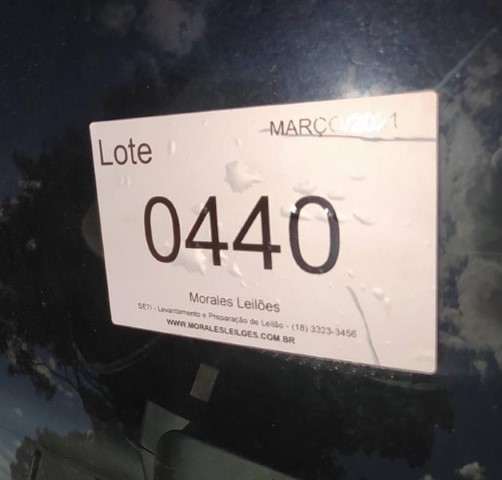 MARÇO/2021
Lote
0440
Morales Leilões
SETI - Levantamento e Preparação de Leilão - (18) 3323-3456
WWW.MORALESLEILOES.COM.BR